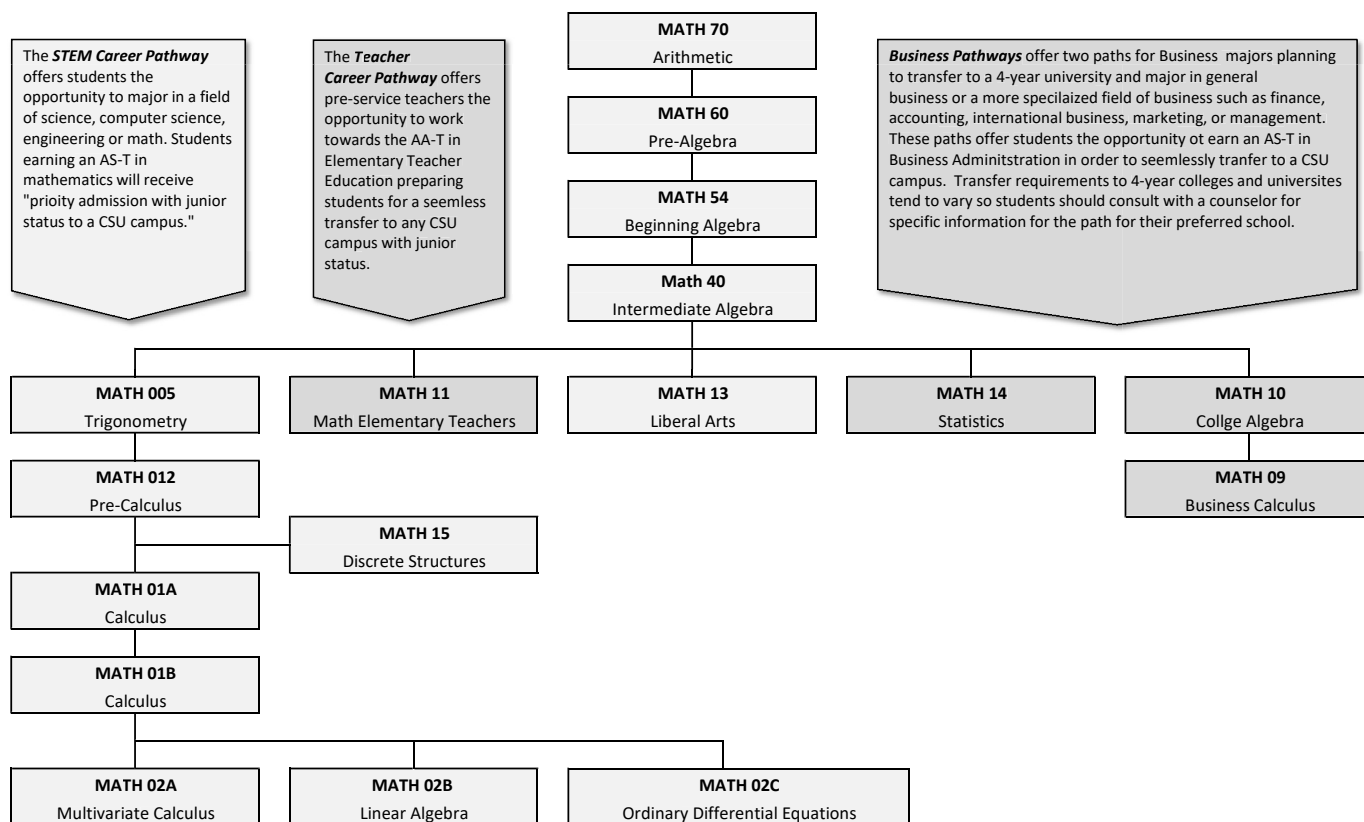 MATH 70
Arithmetic
The STEM Career Pathway
offers students the
opportunity to major in a field
of science, computer science,
engineering or math. Students
earning an AS-T in
mathematics will receive
"prioity admission with junior
status to a CSU campus."
The Teacher
Career Pathway offers
pre-service teachers the
opportunity to work
towards the AA-T in
Elementary Teacher
Education preparing
students for a seemless
transfer to any CSU
campus with junior
status.
Business Pathways offer two paths for Business majors planning
to transfer to a 4-year university and major in general
business or a more specilaized field of business such as finance,
accounting, international business, marketing, or management.
These paths offer students the opportunity ot earn an AS-T in
Business Adminitstration in order to seemlessly tranfer to a CSU
campus. Transfer requirements to 4-year colleges and universites
tend to vary so students should consult with a counselor for
specific information for the path for their preferred school.
MATH 60
Pre-Algebra
MATH 54
Beginning Algebra
Math 40
Intermediate Algebra
MATH 005
Trigonometry
MATH 11
Math Elementary Teachers
MATH 13
Liberal Arts
MATH 14
Statistics
MATH 10
Collge Algebra
MATH 012
Pre-Calculus
MATH 09
Business Calculus
MATH 15
Discrete Structures
MATH 01A
Calculus
MATH 01B
Calculus
MATH 02A
Multivariate Calculus
MATH 02B
Linear Algebra
MATH 02C
Ordinary Differential Equations